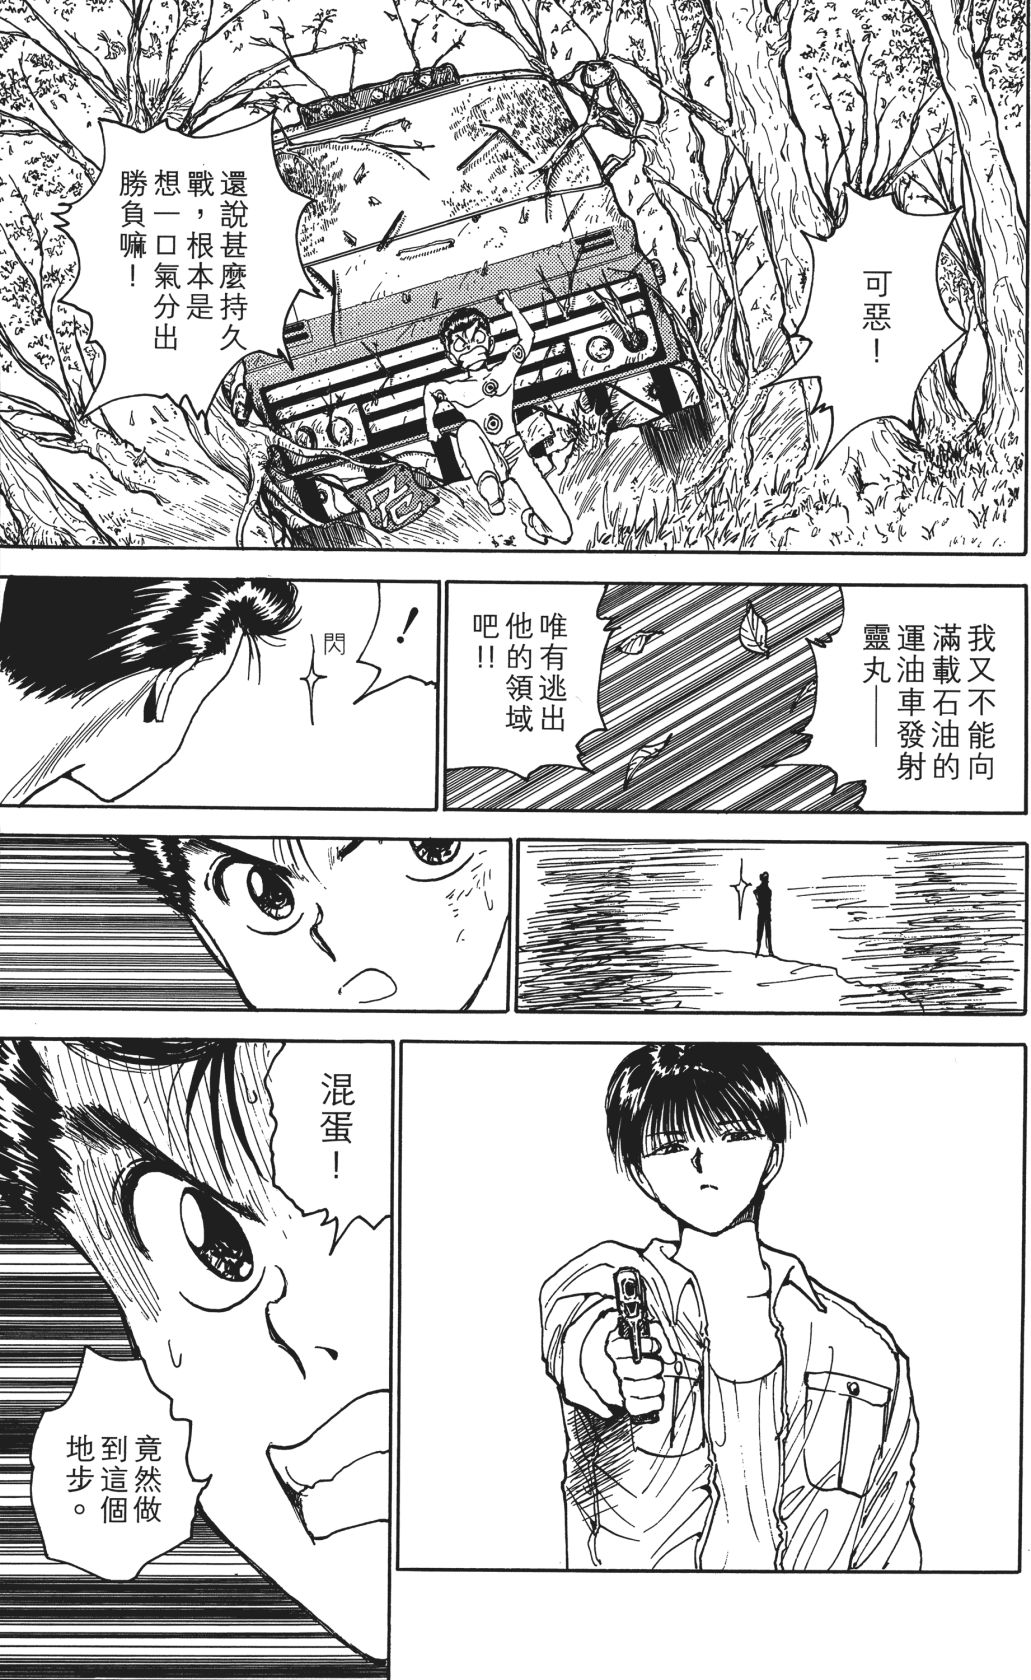 可惡！
還說甚麼持久
戰，根本是
想一口氣分出
勝負嘛！
我又不能向
滿載石油的
運油車發射
靈丸——
唯有逃出
他的領域
吧!!
！
閃
混蛋！
竟然做
到這個
地步。